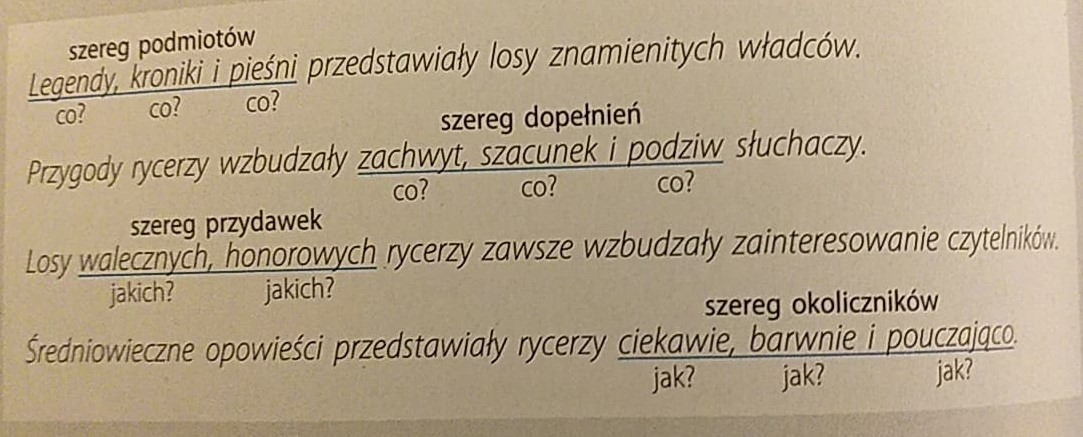 szereg podmiotów
Legendy, kroniki i pieśni przedstawiały losy znamienitych władców.
co? co? co?
szereg dopełnień
Przygody rycerzy wzbudzały zachwyt, szacunek i podziw słuchaczy.
co? co? co?
szereg przydawek
Losy walecznych, honorowych rycerzy zawsze wzbudzały zainteresowanie czytelników.
jakich? jakich?
szereg okoliczników
Średniowieczne opowieści przedstawiały rycerzy ciekawie, barwnie i pouczająco.
jak? jak? jak?